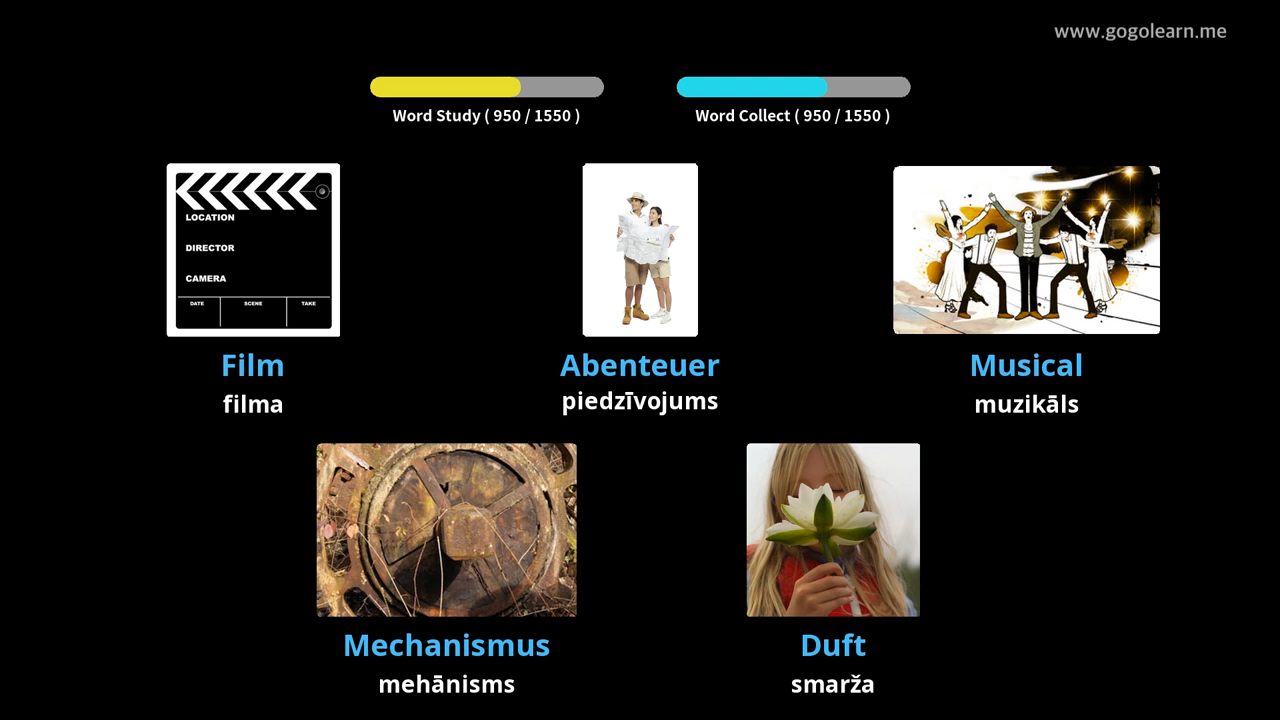 www.gogolearn.me
Word Study ( 950 / 1550 )
Word Collect ( 950 / 1550 )
LOCATION
DIRECTOR
CAMERA
DATE SCENE TAKE
Film
filma
Abenteuer
piedzīvojums
Musical
muzikāls
Mechanismus
mehānisms
Duft
smarža